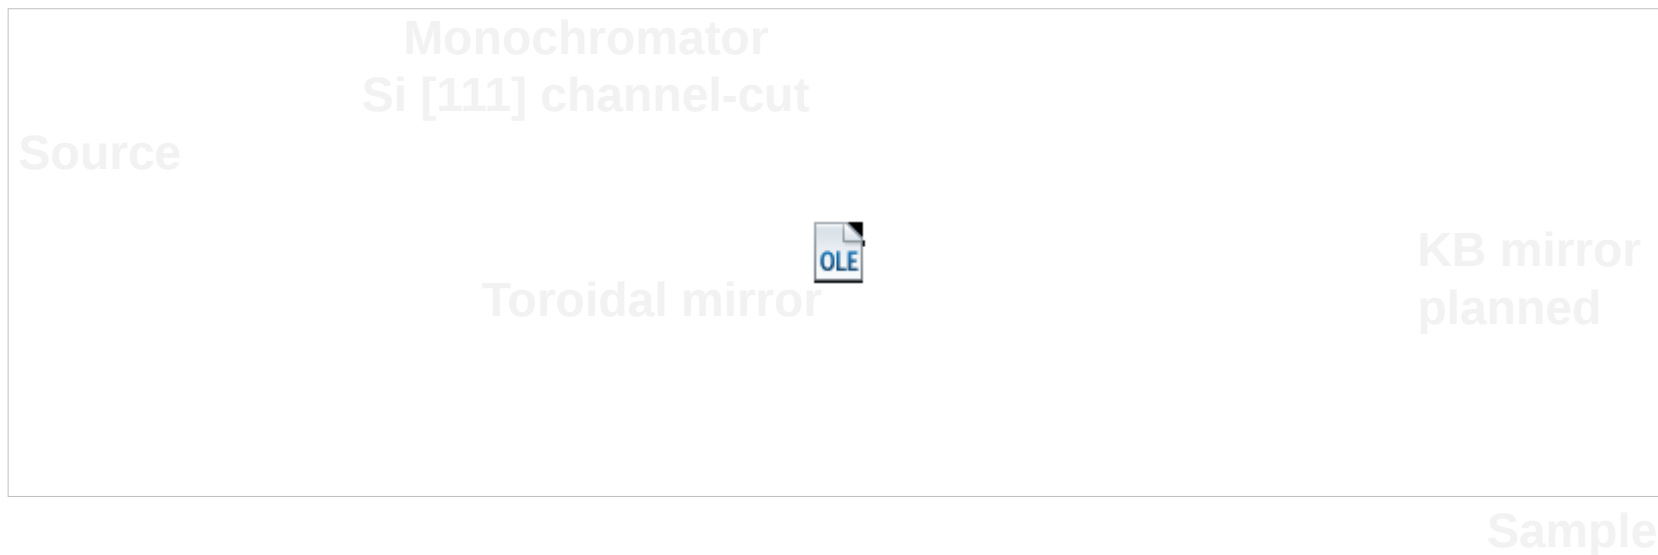 Monochromator
Si [111] channel-cut
Source
OLE
KB mirror
planned
Toroidal mirror
Sample